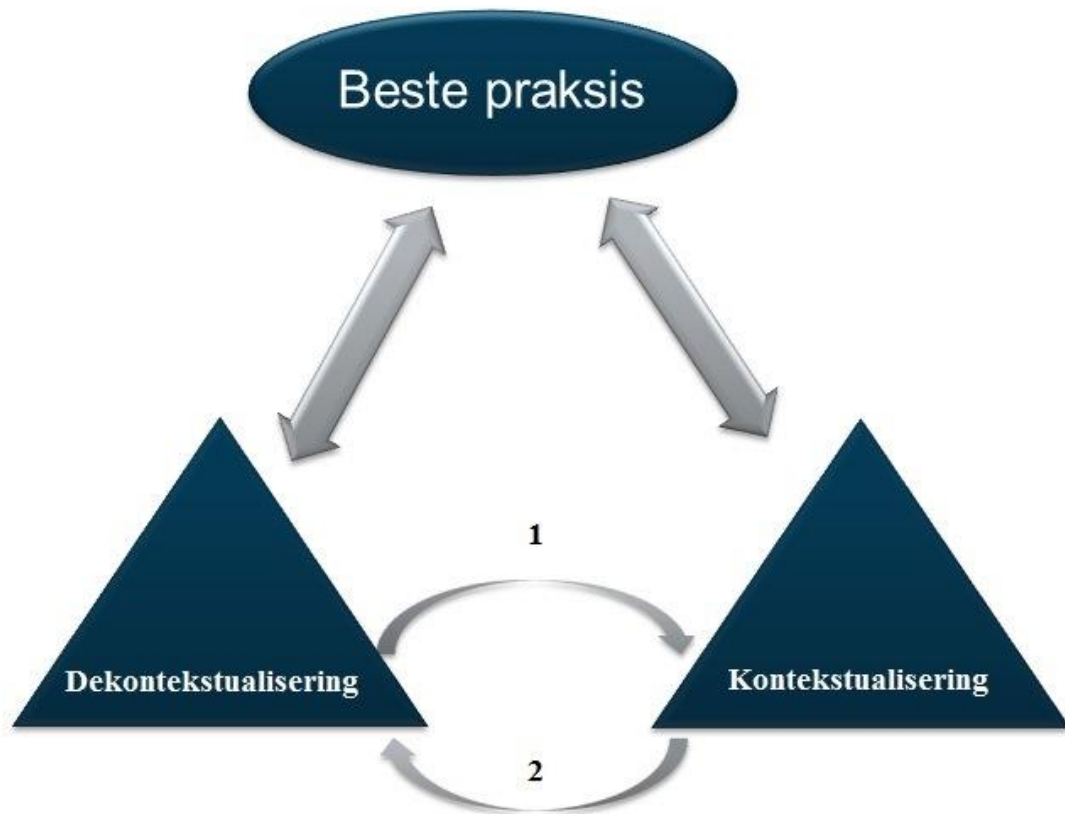 Beste praksis
1
Dekontekstualisering
Kontekstualisering
2